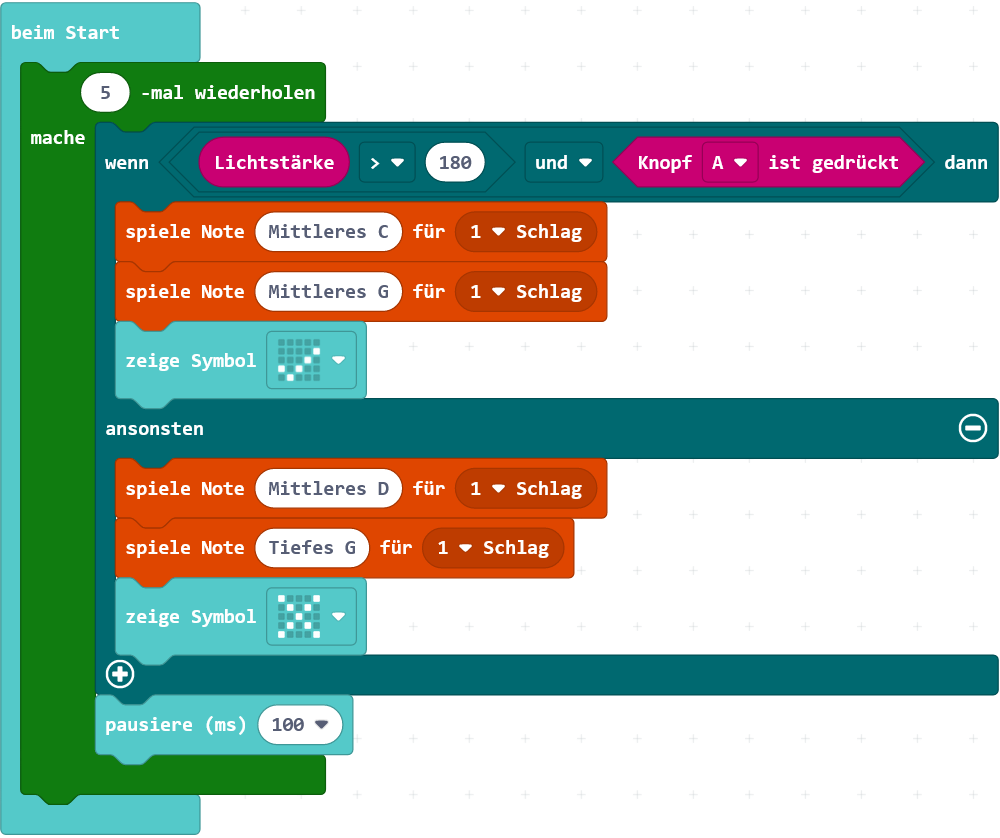 beim Start
5 -mal wiederholen
mache
wenn Lichtstärke > 180 und Knopf A ist gedrückt dann
spiele Note Mittleres C für 1 Schlag
spiele Note Mittleres G für 1 Schlag
zeige Symbol
ansonsten
spiele Note Mittleres D für 1 Schlag
spiele Note Tiefes G für 1 Schlag
zeige Symbol
pausiere (ms) 100